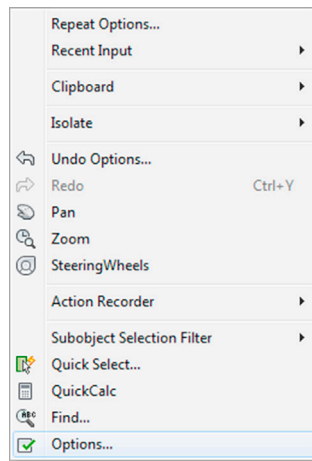 Repeat Options...
Recent Input
Clipboard
Isolate
Undo Options...
Redo Ctrl+Y
Pan
Zoom
SteeringWheels
Action Recorder
Subobject Selection Filter
Quick Select...
QuickCalc
ABC
Find...
Options...